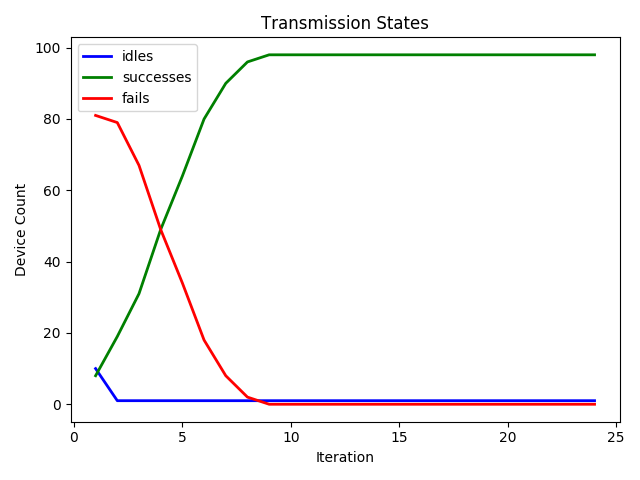 Transmission States
idles
successes
fails
Device Count
100
80
60
40
20
0
0 5 10 15 20 25
Iteration